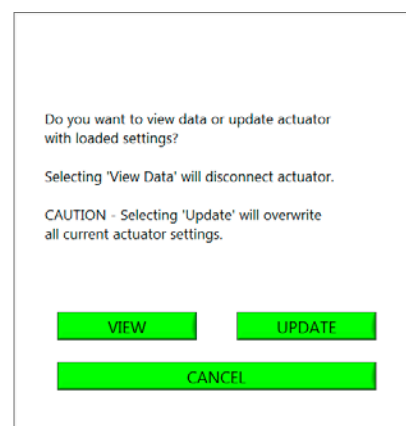 Do you want to view data or update actuator
with loaded settings?
Selecting 'View Data' will disconnect actuator.
CAUTION - Selecting 'Update' will overwrite
all current actuator settings.
VIEW
UPDATE
CANCEL